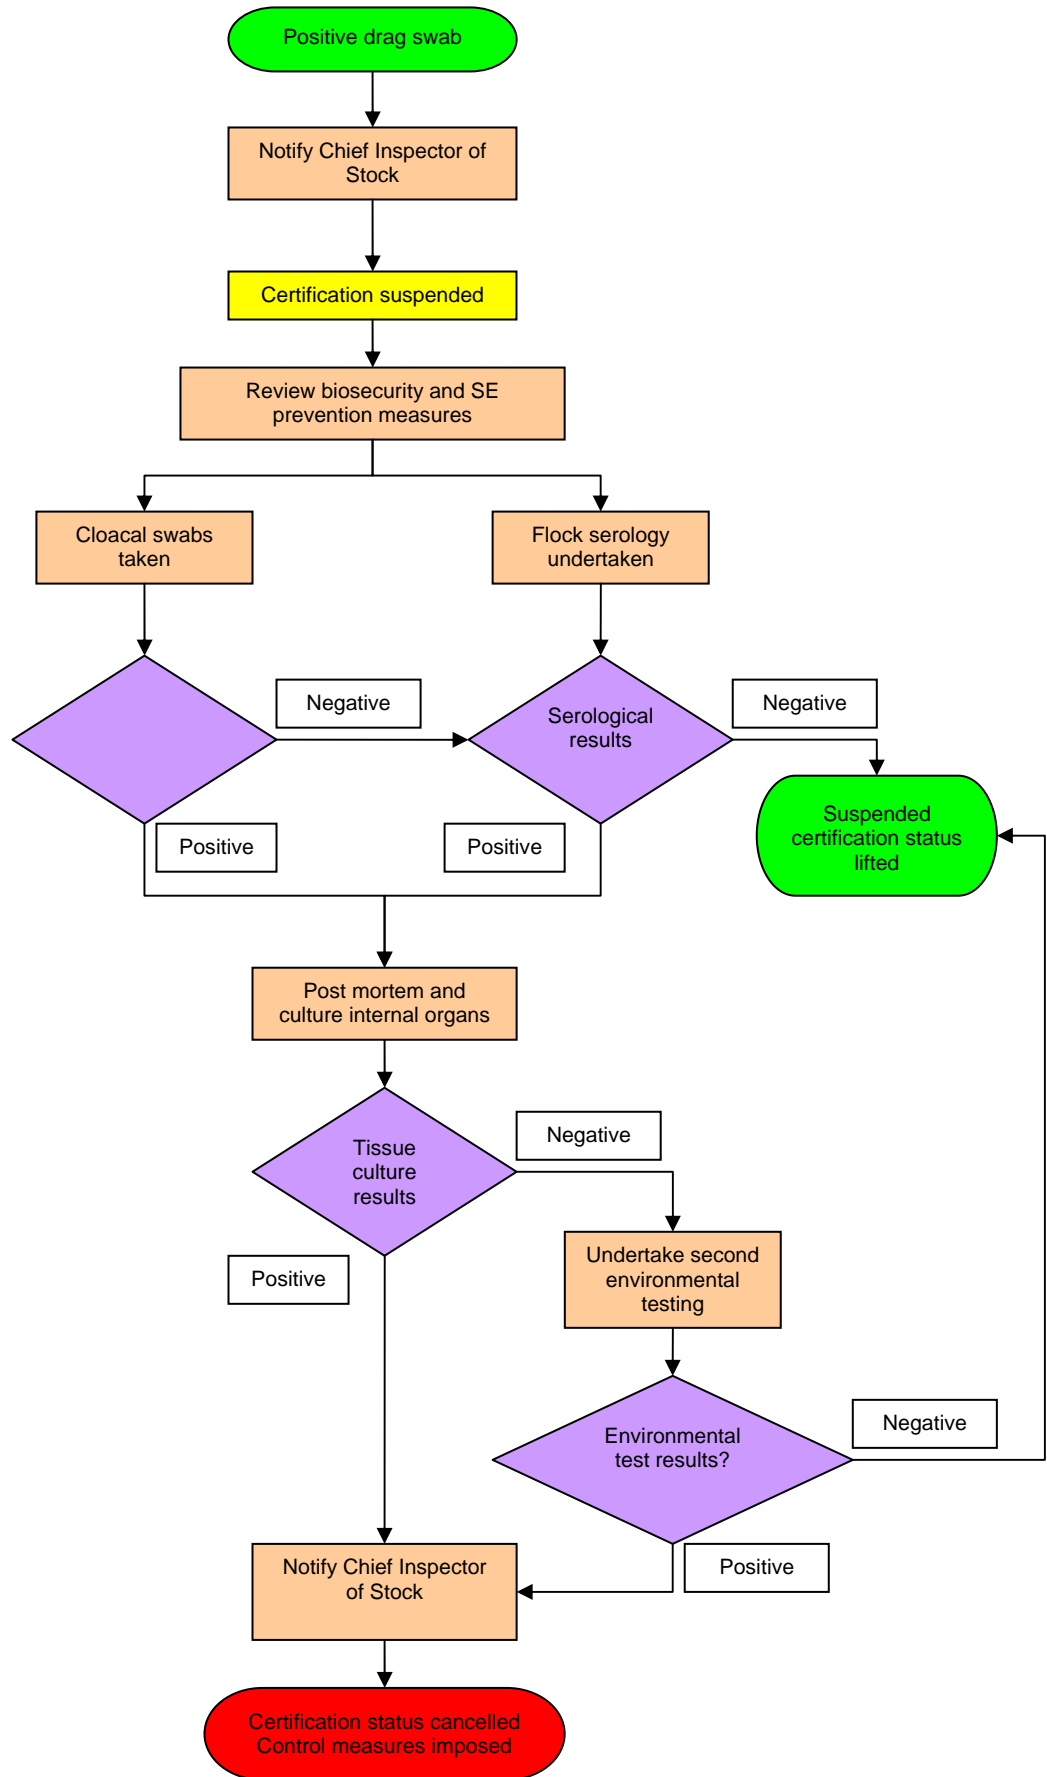 Positive drag swab
Notify Chief Inspector of
Stock
Certification suspended
Review biosecurity and SE
prevention measures
Cloacal swabs
taken
Flock serology
undertaken
Negative
Serological
results
Negative
Positive
Positive
Suspended
certification status
lifted
Post mortem and
culture internal organs
Tissue
culture
results
Negative
Positive
Undertake second
environmental
testing
Environmental
test results?
Negative
Positive
Notify Chief Inspector
of Stock
Certification status cancelled
Control measures imposed